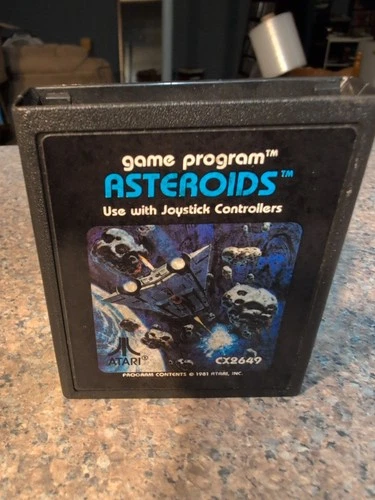 game program™
ASTEROIDS™
Use with Joystick Controllers
ATARI®
CX2649
PROGRAM CONTENTS © 1981 ATARI, INC.